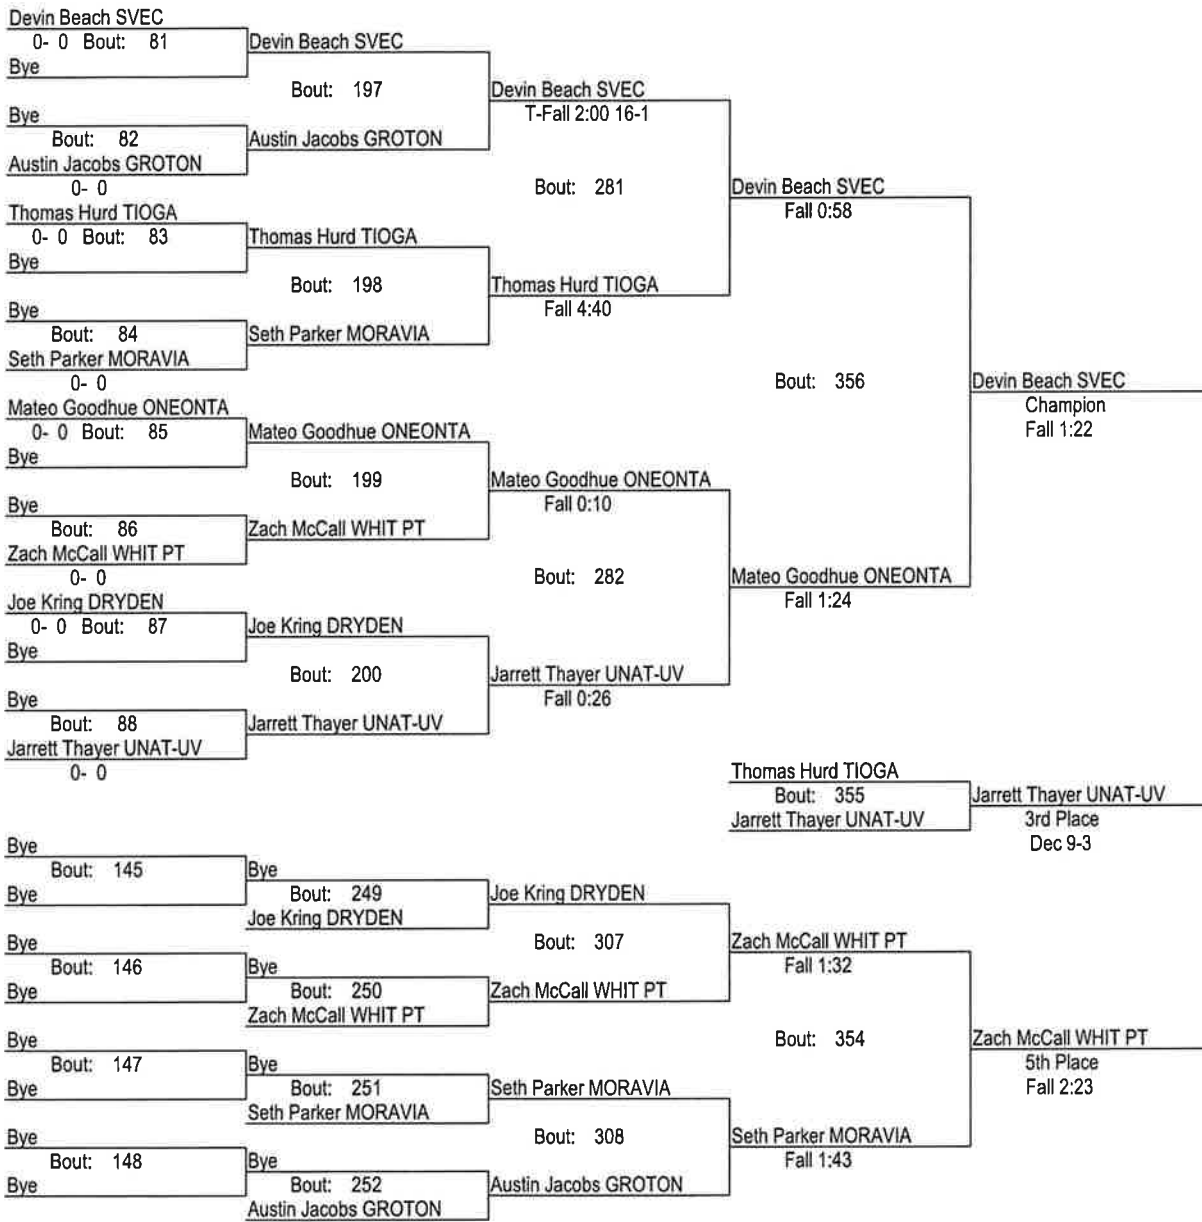 Devin Beach SVEC
0- 0 Bout: 81
Bye
Bye
Bout: 82
Austin Jacobs GROTON
0- 0
Thomas Hurd TIOGA
0- 0 Bout: 83
Bye
Bye
Bout: 84
Seth Parker MORAVIA
0- 0
Mateo Goodhue ONEONTA
0- 0 Bout: 85
Bye
Bye
Bout: 86
Zach McCall WHIT PT
0- 0
Joe Kring DRYDEN
0- 0 Bout: 87
Bye
Bye
Bout: 88
Jarrett Thayer UNAT-UV
0- 0
Devin Beach SVEC
Bout: 197
Austin Jacobs GROTON
Thomas Hurd TIOGA
Bout: 198
Seth Parker MORAVIA
Mateo Goodhue ONEONTA
Bout: 199
Zach McCall WHIT PT
Joe Kring DRYDEN
Bout: 200
Jarrett Thayer UNAT-UV
Devin Beach SVEC
T-Fall 2:00 16-1
Bout: 281
Thomas Hurd TIOGA
Fall 4:40
Mateo Goodhue ONEONTA
Fall 0:10
Bout: 282
Jarrett Thayer UNAT-UV
Fall 0:26
Devin Beach SVEC
Fall 0:58
Bout: 356
Mateo Goodhue ONEONTA
Fall 1:24
Devin Beach SVEC
Champion
Fall 1:22
Thomas Hurd TIOGA
Bout: 355
Jarrett Thayer UNAT-UV
Jarrett Thayer UNAT-UV
3rd Place
Dec 9-3
Bye
Bout: 145
Bye
Bye
Bout: 146
Bye
Bye
Bout: 147
Bye
Bye
Bout: 148
Bye
Bye
Bout: 249
Joe Kring DRYDEN
Bye
Bout: 250
Zach McCall WHIT PT
Bye
Bout: 251
Seth Parker MORAVIA
Bye
Bout: 252
Austin Jacobs GROTON
Joe Kring DRYDEN
Bout: 307
Zach McCall WHIT PT
Seth Parker MORAVIA
Bout: 308
Austin Jacobs GROTON
Zach McCall WHIT PT
Fall 1:32
Bout: 354
Seth Parker MORAVIA
Fall 1:43
Zach McCall WHIT PT
5th Place
Fall 2:23